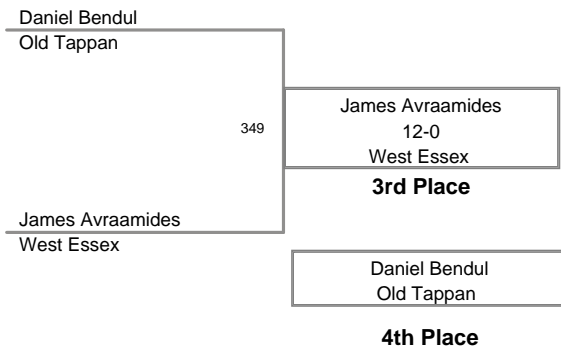 Daniel Bendul
Old Tappan
349
James Avraamides
12-0
West Essex
3rd Place
James Avraamides
West Essex
Daniel Bendul
Old Tappan
4th Place